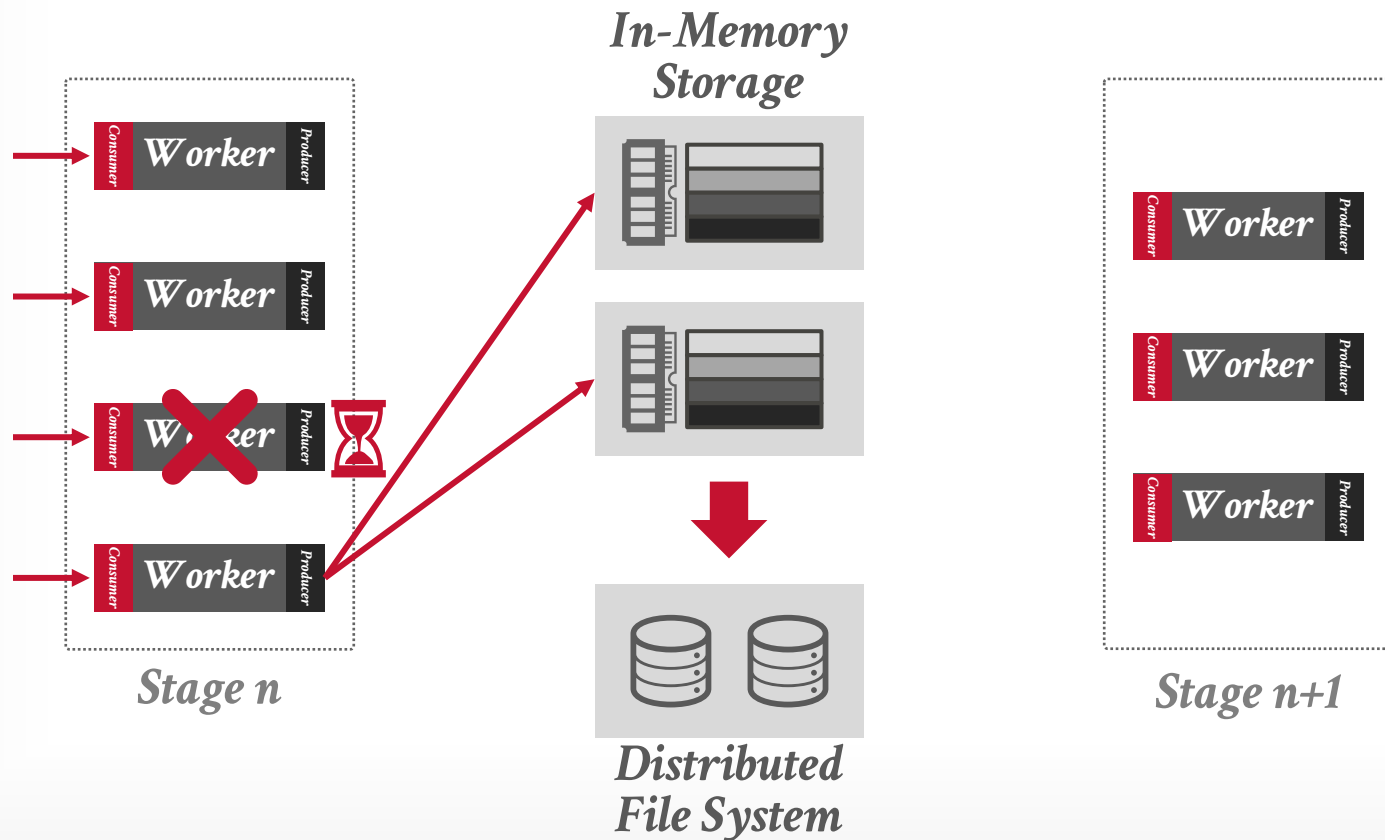 In-Memory
Storage
Consumer
Worker
Producer
Consumer
Worker
Producer
Consumer
Worker
Producer
Consumer
Worker
Producer
Stage n
Distributed
File System
Consumer
Worker
Producer
Consumer
Worker
Producer
Consumer
Worker
Producer
Stage n+1